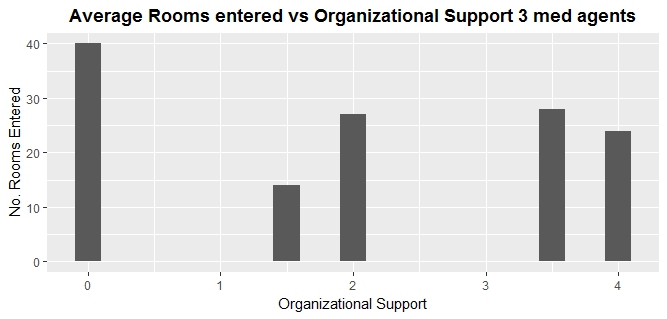 Average Rooms entered vs Organizational Support 3 med agents
No. Rooms Entered
40
30
20
10
0
0 1 2 3 4
Organizational Support